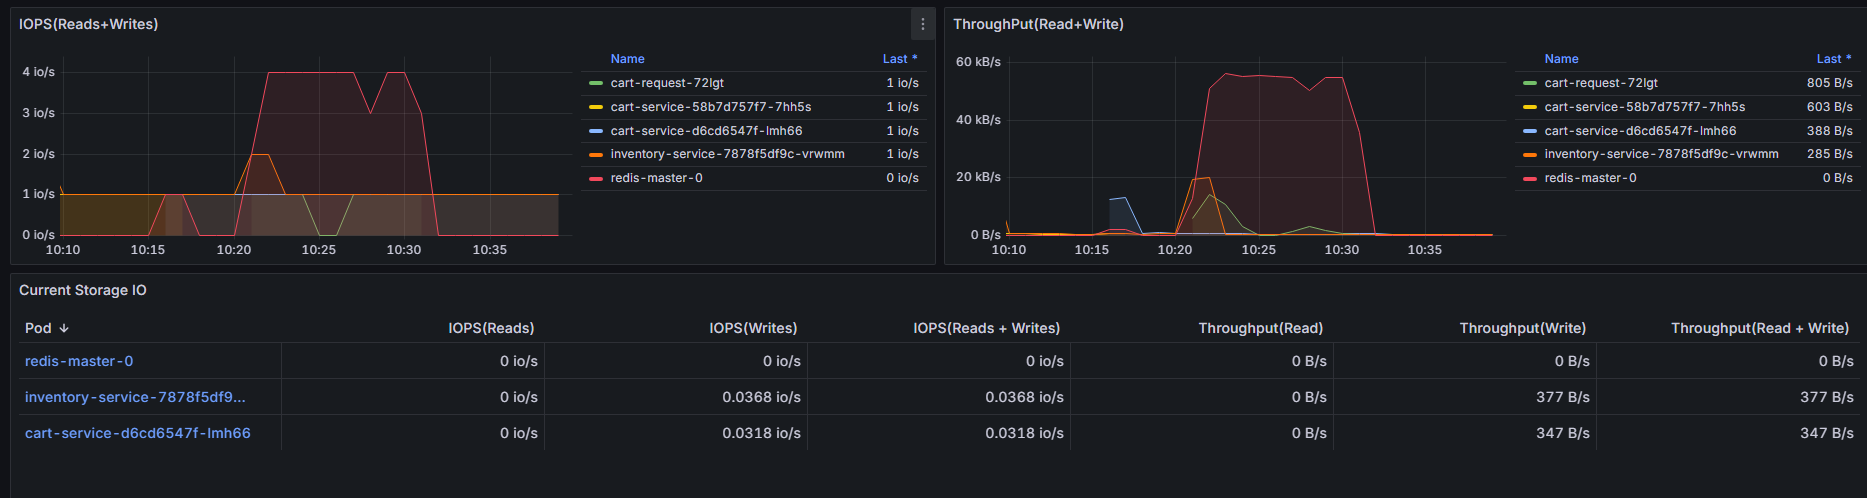 IOPS(Reads+Writes)
Name Last *
4 io/s
3 io/s
2 io/s
1 io/s
0 io/s
10:10 10:15 10:20 10:25 10:30 10:35
cart-request-72lgt 1 io/s
cart-service-58b7d757f7-7hh5s 1 io/s
cart-service-d6cd6547f-lmh66 1 io/s
inventory-service-7878f5df9c-vrwmm 1 io/s
redis-master-0 0 io/s
ThroughPut(Read+Write)
Name Last *
60 kB/s
40 kB/s
20 kB/s
0 B/s
10:10 10:15 10:20 10:25 10:30 10:35
cart-request-72lgt 805 B/s
cart-service-58b7d757f7-7hh5s 603 B/s
cart-service-d6cd6547f-lmh66 388 B/s
inventory-service-7878f5df9c-vrwmm 285 B/s
redis-master-0 0 B/s
Current Storage IO
Pod ↓ IOPS(Reads) IOPS(Writes) IOPS(Reads + Writes) Throughput(Read) Throughput(Write) Throughput(Read + Write)
redis-master-0 0 io/s 0 io/s 0 io/s 0 B/s 0 B/s 0 B/s
inventory-service-7878f5df9... 0 io/s 0.0368 io/s 0.0368 io/s 0 B/s 377 B/s 377 B/s
cart-service-d6cd6547f-lmh66 0 io/s 0.0318 io/s 0.0318 io/s 0 B/s 347 B/s 347 B/s